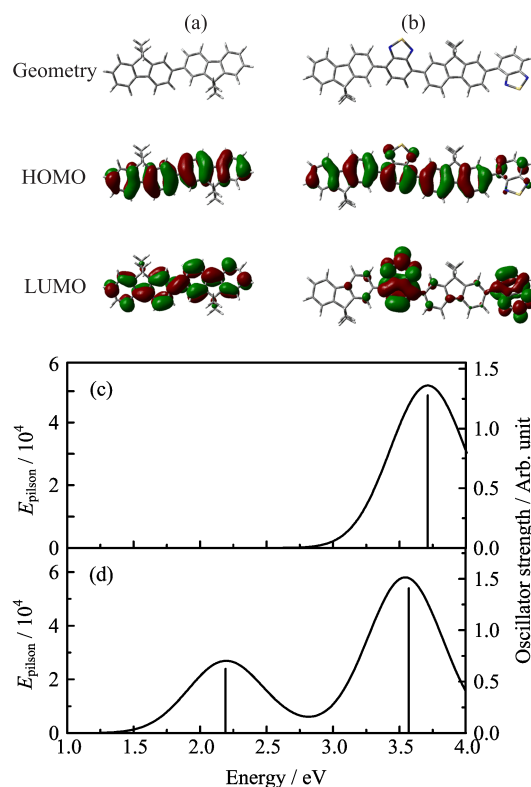 (a) (b)
Geometry
HOMO
LUMO
(c)
6
4
2
0
E_pilson / 10^4
1.5
1.0
0.5
0.0
(d)
6
4
2
0
E_pilson / 10^4
1.5
1.0
0.5
0.0
Oscillator strength / Arb. unit
1.0 1.5 2.0 2.5 3.0 3.5 4.0
Energy / eV